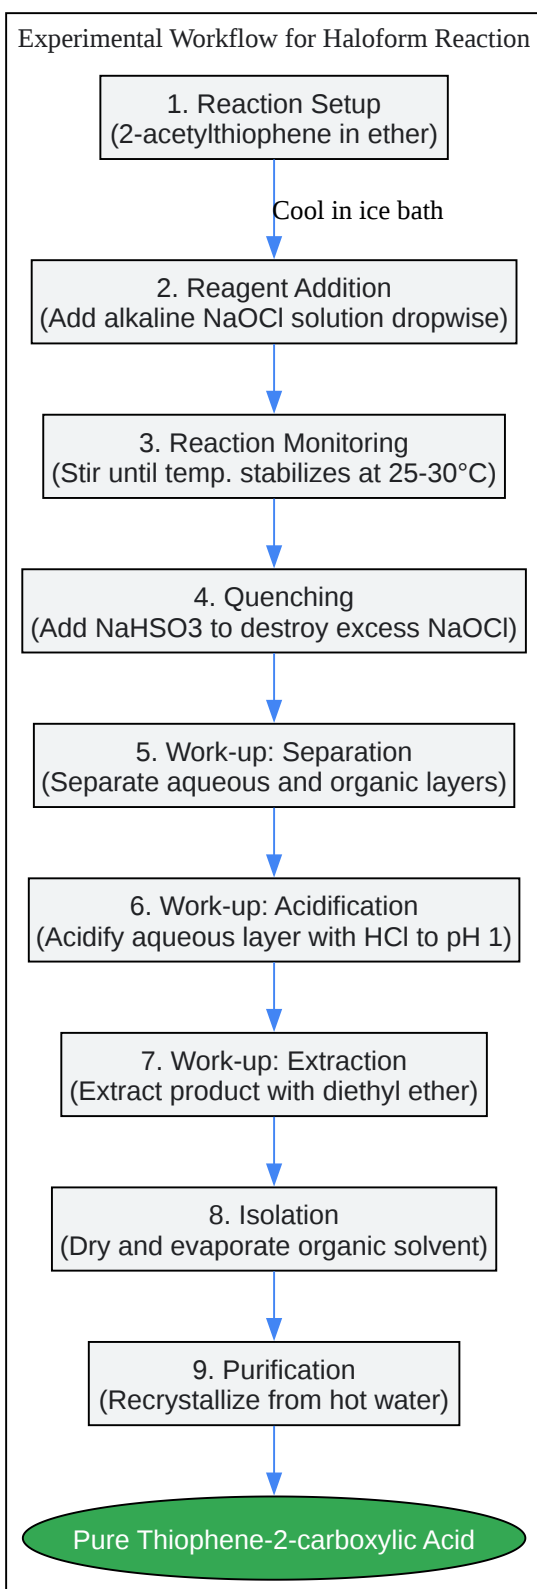 Experimental Workflow for Haloform Reaction
1. Reaction Setup
(2-acetylthiophene in ether)
Cool in ice bath
2. Reagent Addition
(Add alkaline NaOCl solution dropwise)
3. Reaction Monitoring
(Stir until temp. stabilizes at 25-30°C)
4. Quenching
(Add NaHSO3 to destroy excess NaOCl)
5. Work-up: Separation
(Separate aqueous and organic layers)
6. Work-up: Acidification
(Acidify aqueous layer with HCl to pH 1)
7. Work-up: Extraction
(Extract product with diethyl ether)
8. Isolation
(Dry and evaporate organic solvent)
9. Purification
(Recrystallize from hot water)
Pure Thiophene-2-carboxylic Acid